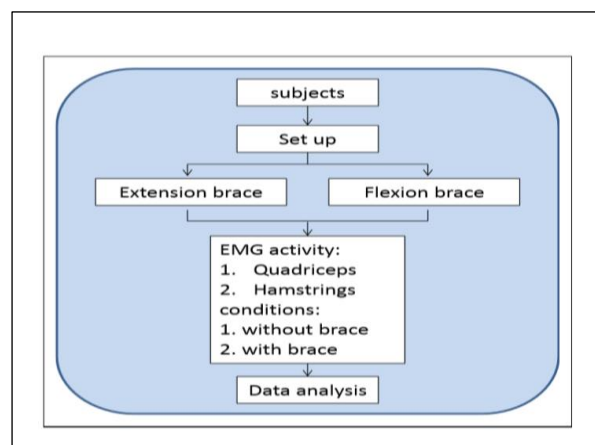 subjects
Set up
Extension brace
Flexion brace
EMG activity:
1. Quadriceps
2. Hamstrings
conditions:
1. without brace
2. with brace
Data analysis